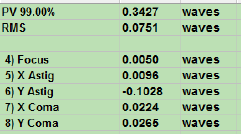 PV 99.00% 0.3427 waves
RMS 0.0751 waves
4) Focus 0.0050 waves
5) X Astig 0.0096 waves
6) Y Astig -0.1028 waves
7) X Coma 0.0224 waves
8) Y Coma 0.0265 waves